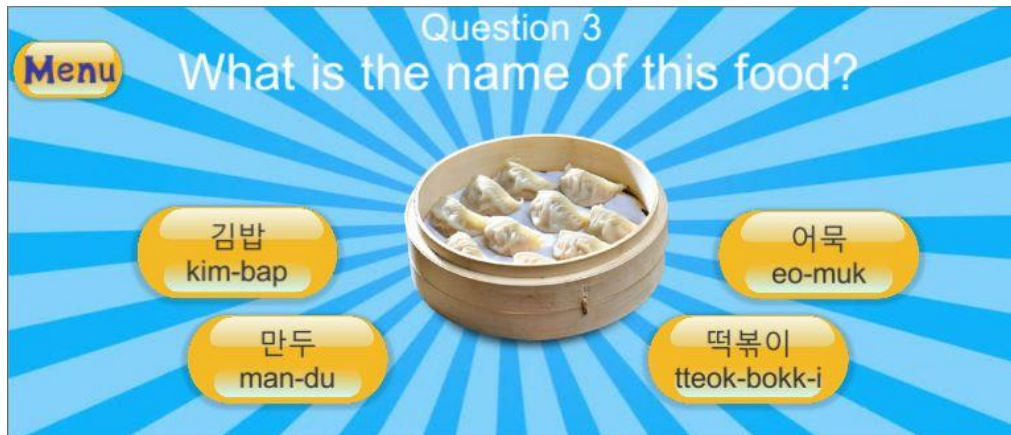 Question 3
Menu
What is the name of this food?
김밥
kim-bap
어묵
eo-muk
만두
man-du
떡볶이
tteok-bokk-i